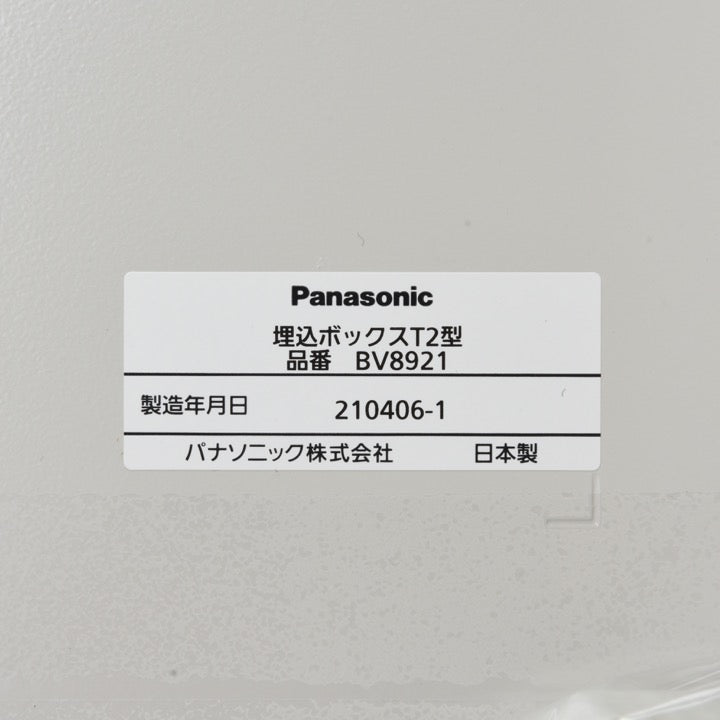 Panasonic
埋込ボックスT2型
品番 BV8921
製造年月日 210406-1
パナソニック株式会社 日本製